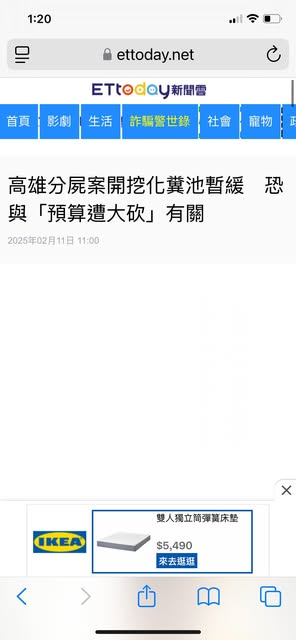 1:20
ettoday.net
ETtoday新聞雲
首頁 影劇 生活 詐騙警世錄 社會 寵物
高雄分屍案開挖化糞池暫緩　恐
與「預算遭大砍」有關
2025年02月11日 11:00
雙人獨立筒彈簧床墊
IKEA
$5,490
來去逛逛